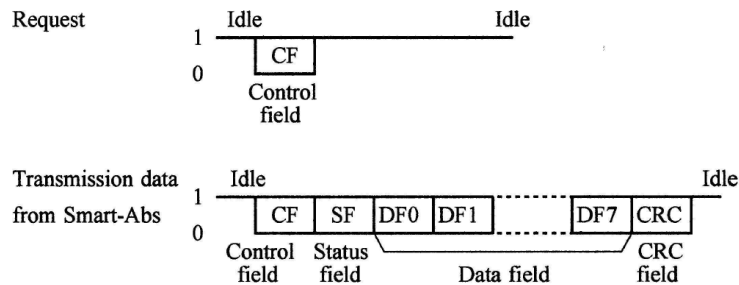 Request
Idle
Idle
1
CF
0
Control
field
Transmission data
from Smart-Abs
Idle
Idle
1
CF SF DF0 DF1 DF7 CRC
0
Control Status Data field CRC
field field field